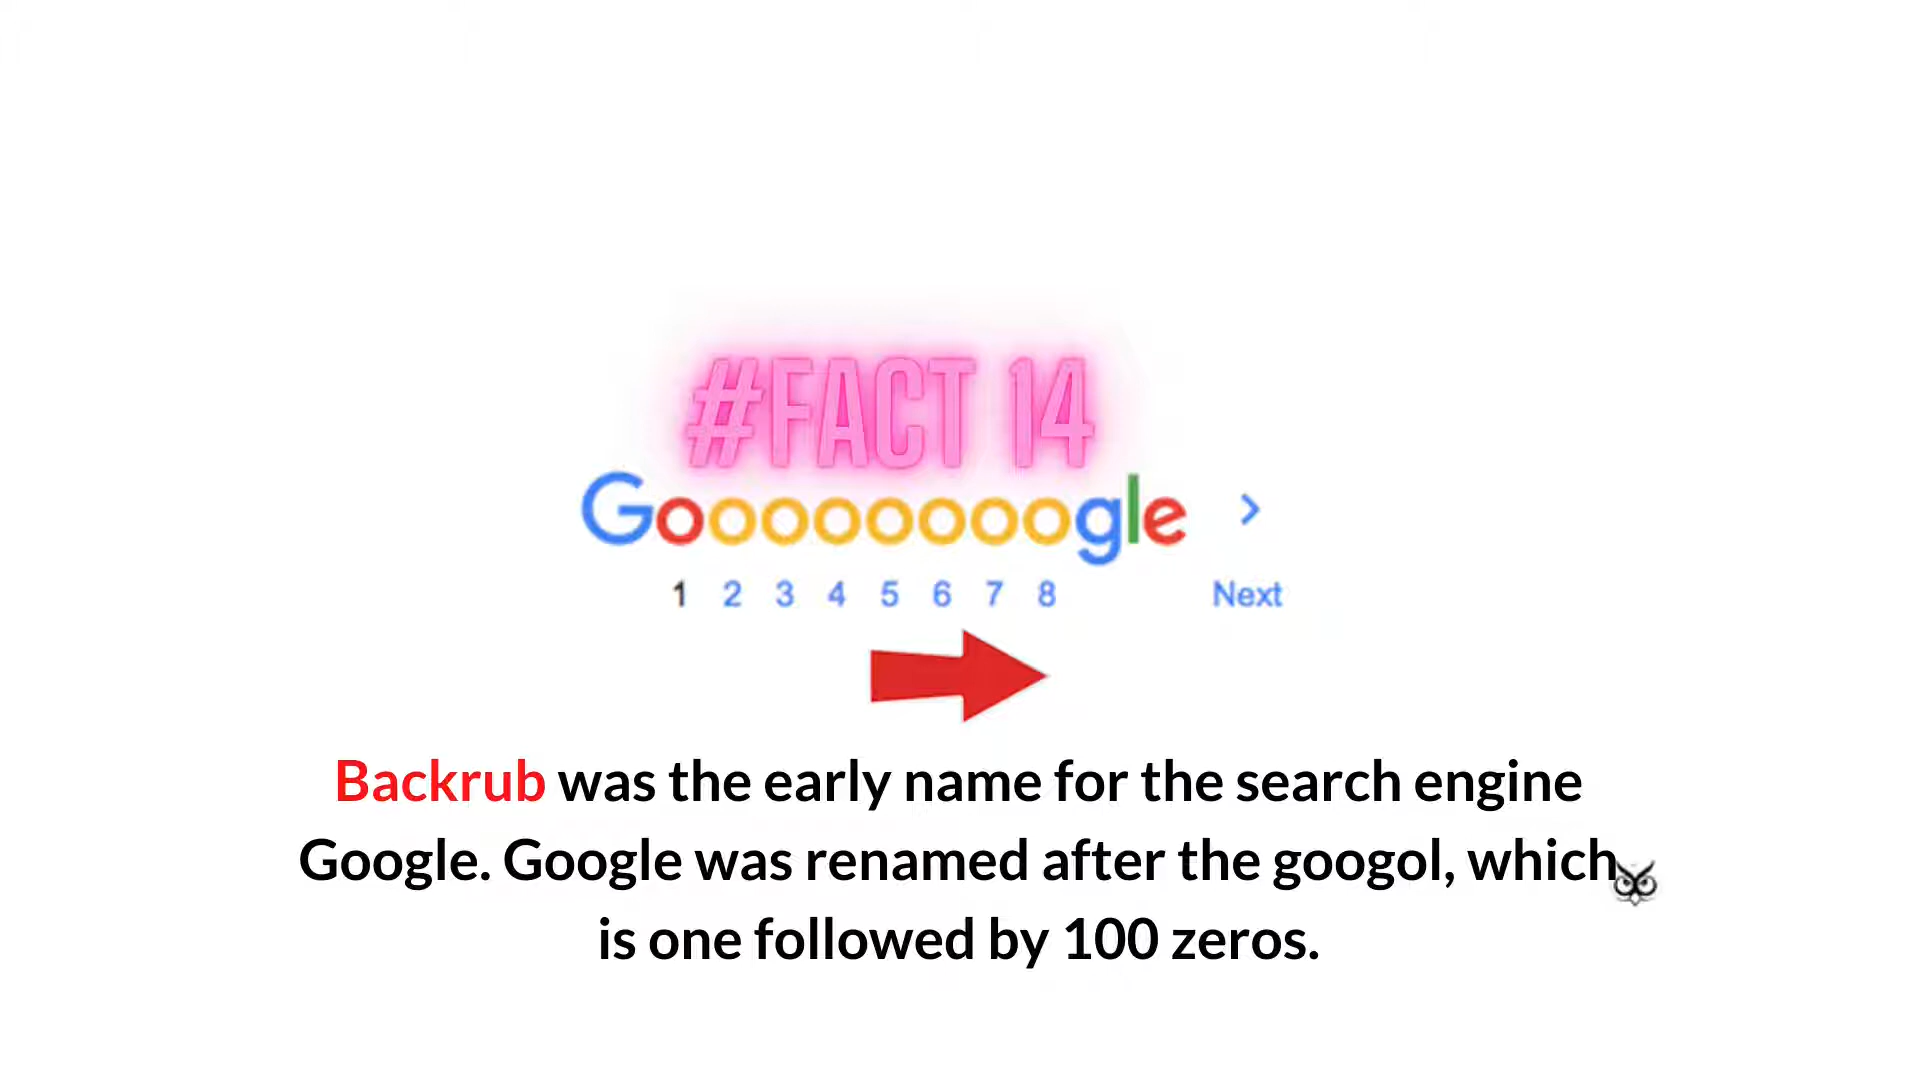 #FACT 14
Goooooooogle >
1 2 3 4 5 6 7 8 Next
Backrub was the early name for the search engine
Google. Google was renamed after the googol, which
is one followed by 100 zeros.